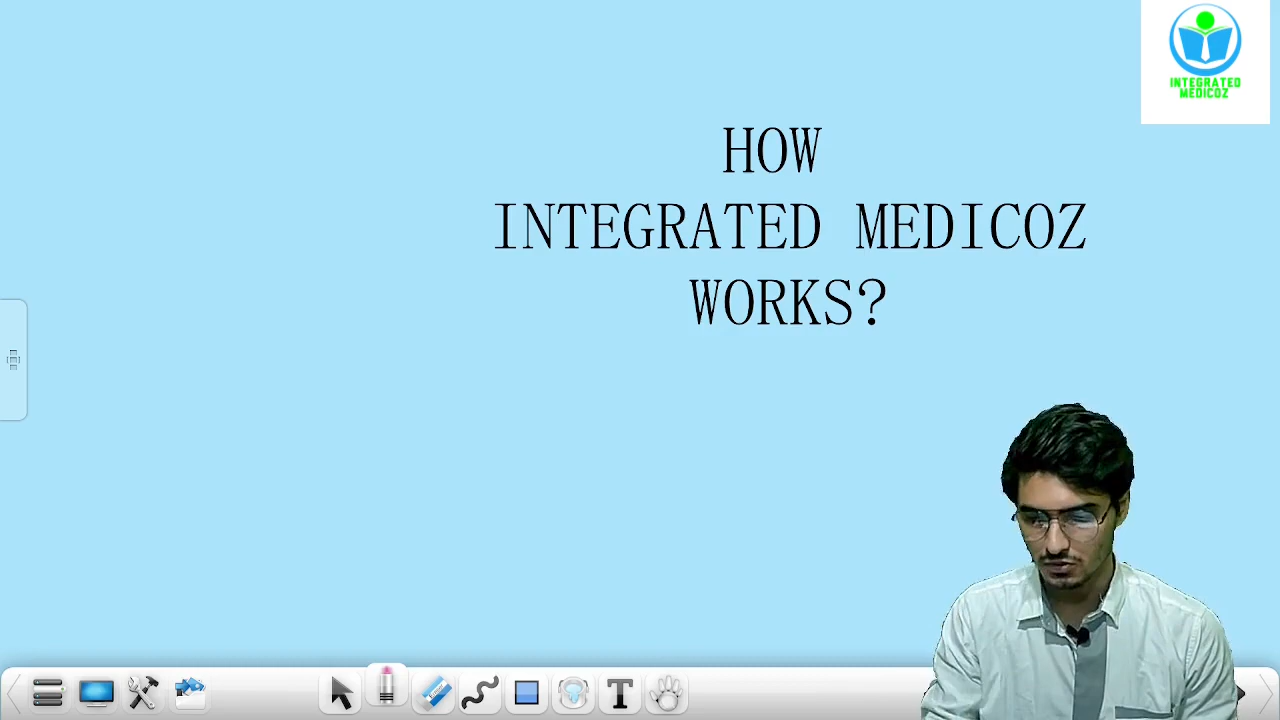 INTEGRATED
MEDICOZ
HOW
INTEGRATED MEDICOZ
WORKS?
T